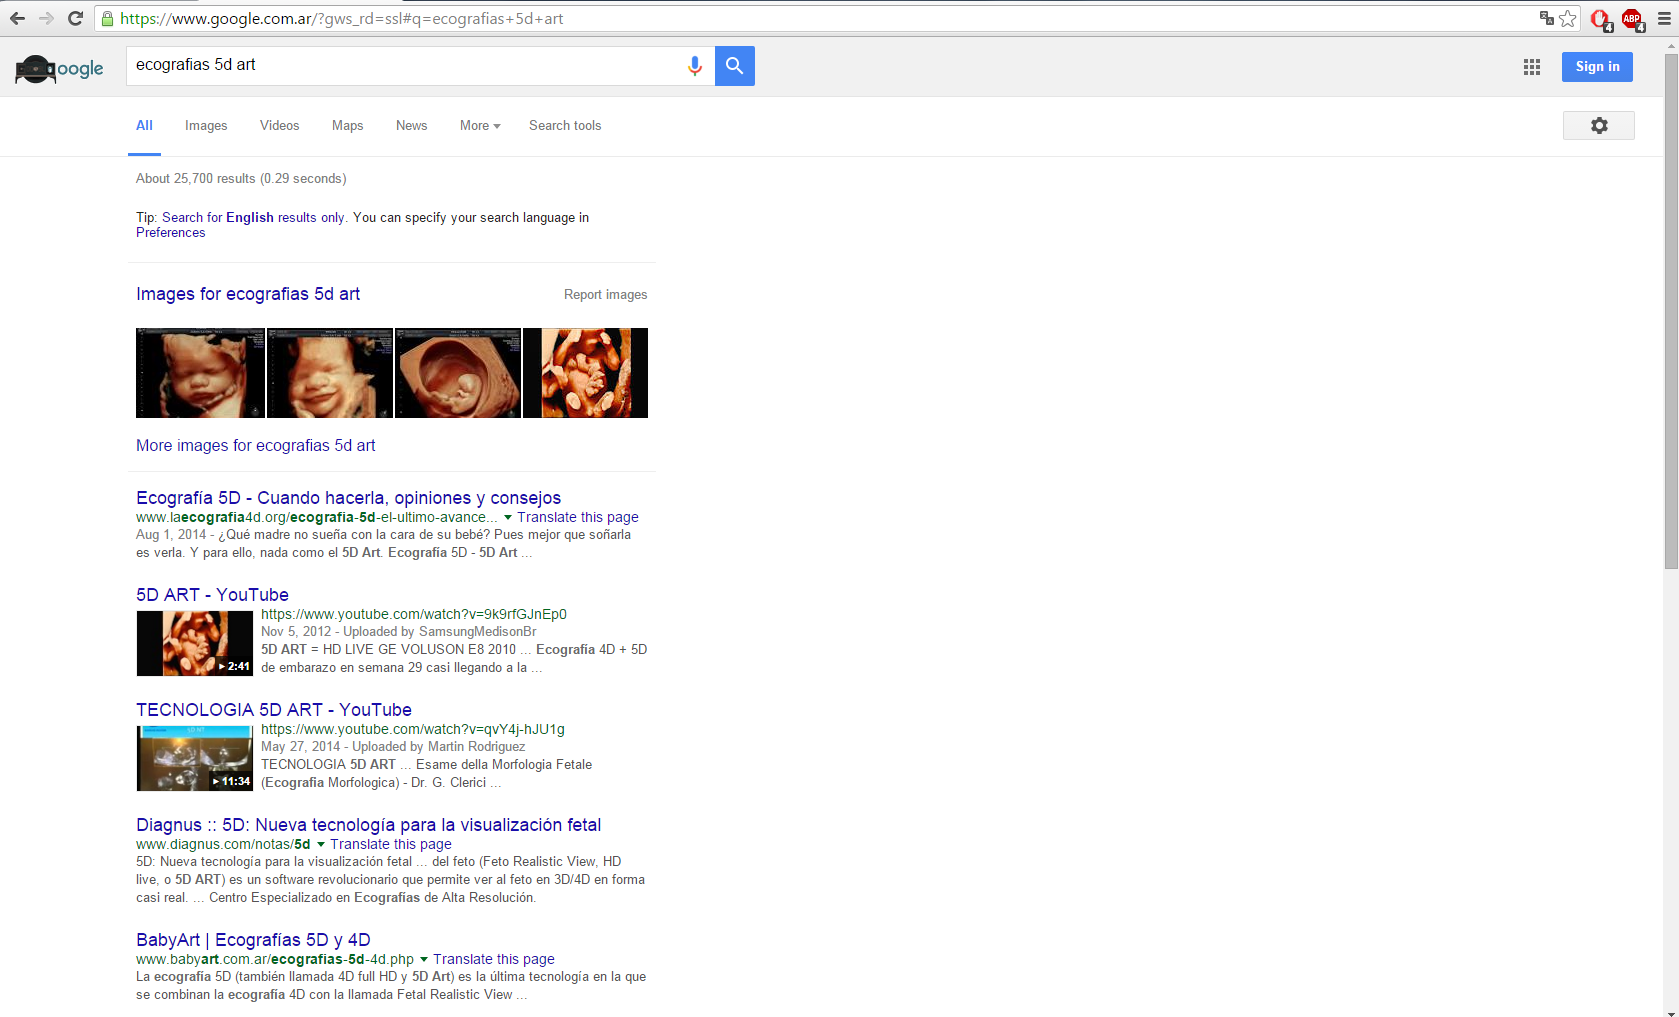 https://www.google.com.ar/?gws_rd=ssl#q=ecografias+5d+art
4
ABP
4
oogle
ecografias 5d art
Sign in
All Images Videos Maps News More Search tools
About 25,700 results (0.29 seconds)
Tip: Search for English results only. You can specify your search language in
Preferences
Images for ecografias 5d art
Report images
More images for ecografias 5d art
Ecografía 5D - Cuando hacerla, opiniones y consejos
www.laecografia4d.org/ecografia-5d-el-ultimo-avance... Translate this page
Aug 1, 2014 - ¿Qué madre no sueña con la cara de su bebé? Pues mejor que soñarla
es verla. Y para ello, nada como el 5D Art. Ecografía 5D - 5D Art ...
5D ART - YouTube
https://www.youtube.com/watch?v=9k9rfGJnEp0
Nov 5, 2012 - Uploaded by SamsungMedisonBr
5D ART = HD LIVE GE VOLUSON E8 2010 ... Ecografía 4D + 5D
de embarazo en semana 29 casi llegando a la ...
2:41
TECNOLOGIA 5D ART - YouTube
https://www.youtube.com/watch?v=qvY4j-hJU1g
May 27, 2014 - Uploaded by Martin Rodriguez
TECNOLOGIA 5D ART ... Esame della Morfologia Fetale
(Ecografia Morfologica) - Dr. G. Clerici ...
11:34
Diagnus :: 5D: Nueva tecnología para la visualización fetal
www.diagnus.com/notas/5d Translate this page
5D: Nueva tecnología para la visualización fetal ... del feto (Feto Realistic View, HD
live, o 5D ART) es un software revolucionario que permite ver al feto en 3D/4D en forma
casi real. ... Centro Especializado en Ecografías de Alta Resolución.
BabyArt | Ecografías 5D y 4D
www.babyart.com.ar/ecografias-5d-4d.php Translate this page
La ecografía 5D (también llamada 4D full HD y 5D Art) es la última tecnología en la que
se combinan la ecografía 4D con la llamada Fetal Realistic View ...